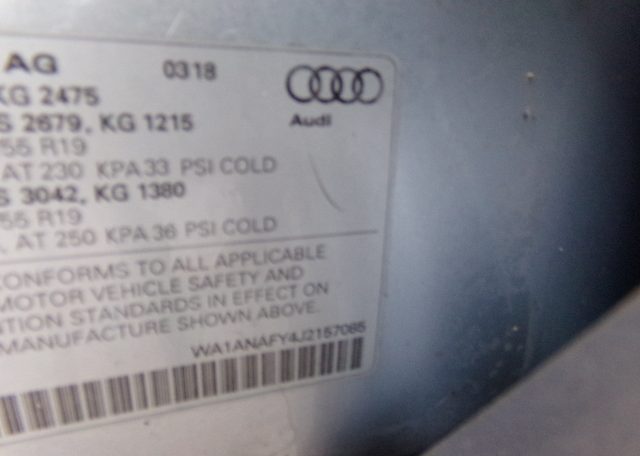 AG 0318
KG 2475 Audi
S 2679, KG 1215
55 R19
AT 230 KPA 33 PSI COLD
S 3042, KG 1380
55 R19
AT 250 KPA 36 PSI COLD
CONFORMS TO ALL APPLICABLE
MOTOR VEHICLE SAFETY AND
NTION STANDARDS IN EFFECT ON
MANUFACTURE SHOWN ABOVE.
WA1ANAFY4J2157085